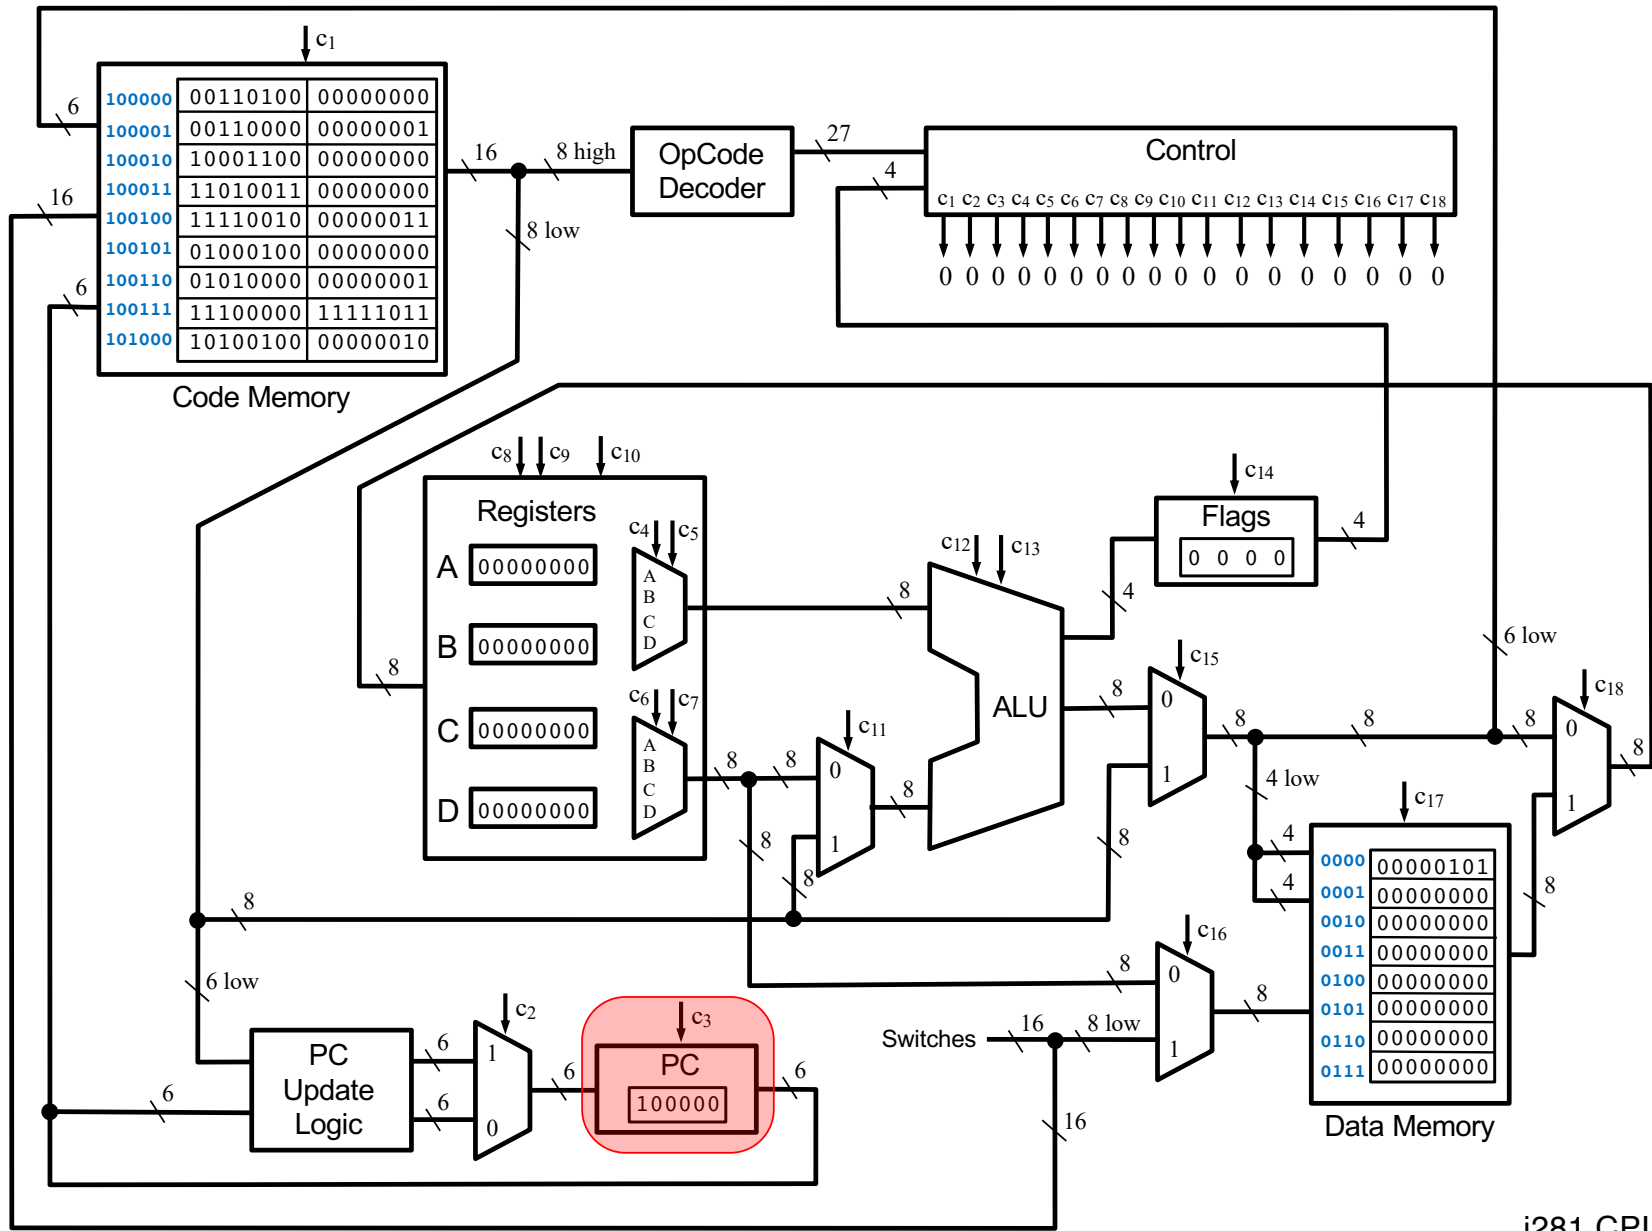 c1
100000 00110100 00000000
100001 00110000 00000001
100010 10001100 00000000
100011 11010011 00000000
100100 11110010 00000011
100101 01000100 00000000
100110 01010000 00000001
100111 11100000 11111011
101000 10100100 00000010
Code Memory
6
16
6
16
8 high
8 low
OpCode
Decoder
27
4
Control
c1 c2 c3 c4 c5 c6 c7 c8 c9 c10 c11 c12 c13 c14 c15 c16 c17 c18
0 0 0 0 0 0 0 0 0 0 0 0 0 0 0 0 0 0
c8 c9 c10
Registers
A 00000000
B 00000000
C 00000000
D 00000000
c4 c5
A
B
C
D
c6 c7
A
B
C
D
8
8
8
8
8
c11
0
1
8
8
c12 c13
ALU
4
c14
Flags
0 0 0 0
4
8
c15
0
1
8
8
8
6 low
8
c18
0
1
8
4 low
4
4
c17
0000 00000101
0001 00000000
0010 00000000
0011 00000000
0100 00000000
0101 00000000
0110 00000000
0111 00000000
Data Memory
8
8
c16
0
1
8
8
Switches
16
8 low
16
8
6 low
PC
Update
Logic
6
6
6
c2
1
0
6
c3
PC
100000
6